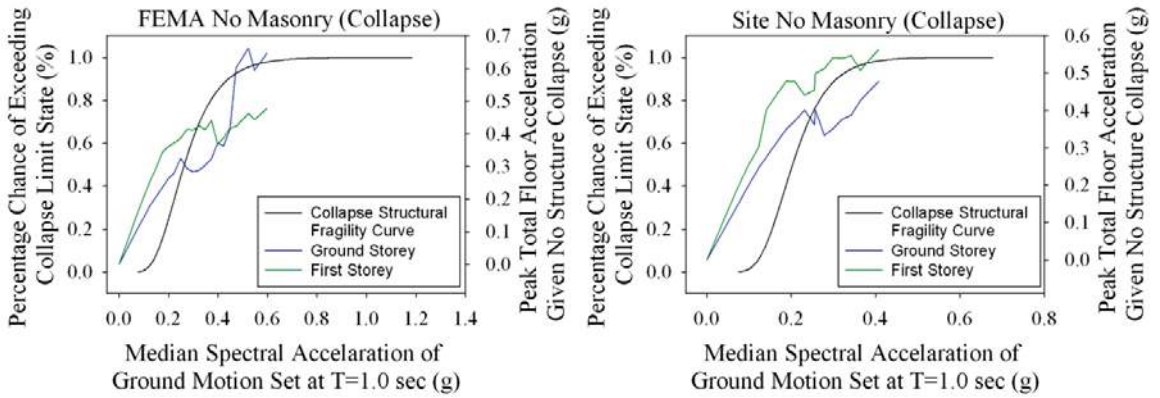 FEMA No Masonry (Collapse)
Percentage Chance of Exceeding
Collapse Limit State (%)
1.0
0.8
0.6
0.4
0.2
0.0
0.7
0.6
0.5
0.4
0.3
0.2
0.1
0.0
Peak Total Floor Acceleration
Given No Structure Collapse (g)
Collapse Structural
Fragility Curve
Ground Storey
First Storey
0.0 0.2 0.4 0.6 0.8 1.0 1.2 1.4
Median Spectral Accelaration of
Ground Motion Set at T=1.0 sec (g)
Site No Masonry (Collapse)
Percentage Chance of Exceeding
Collapse Limit State (%)
1.0
0.8
0.6
0.4
0.2
0.0
0.6
0.5
0.4
0.3
0.2
0.1
0.0
Peak Total Floor Acceleration
Given No Structure Collapse (g)
Collapse Structural
Fragility Curve
Ground Storey
First Storey
0.0 0.2 0.4 0.6 0.8
Median Spectral Accelaration of
Ground Motion Set at T=1.0 sec (g)